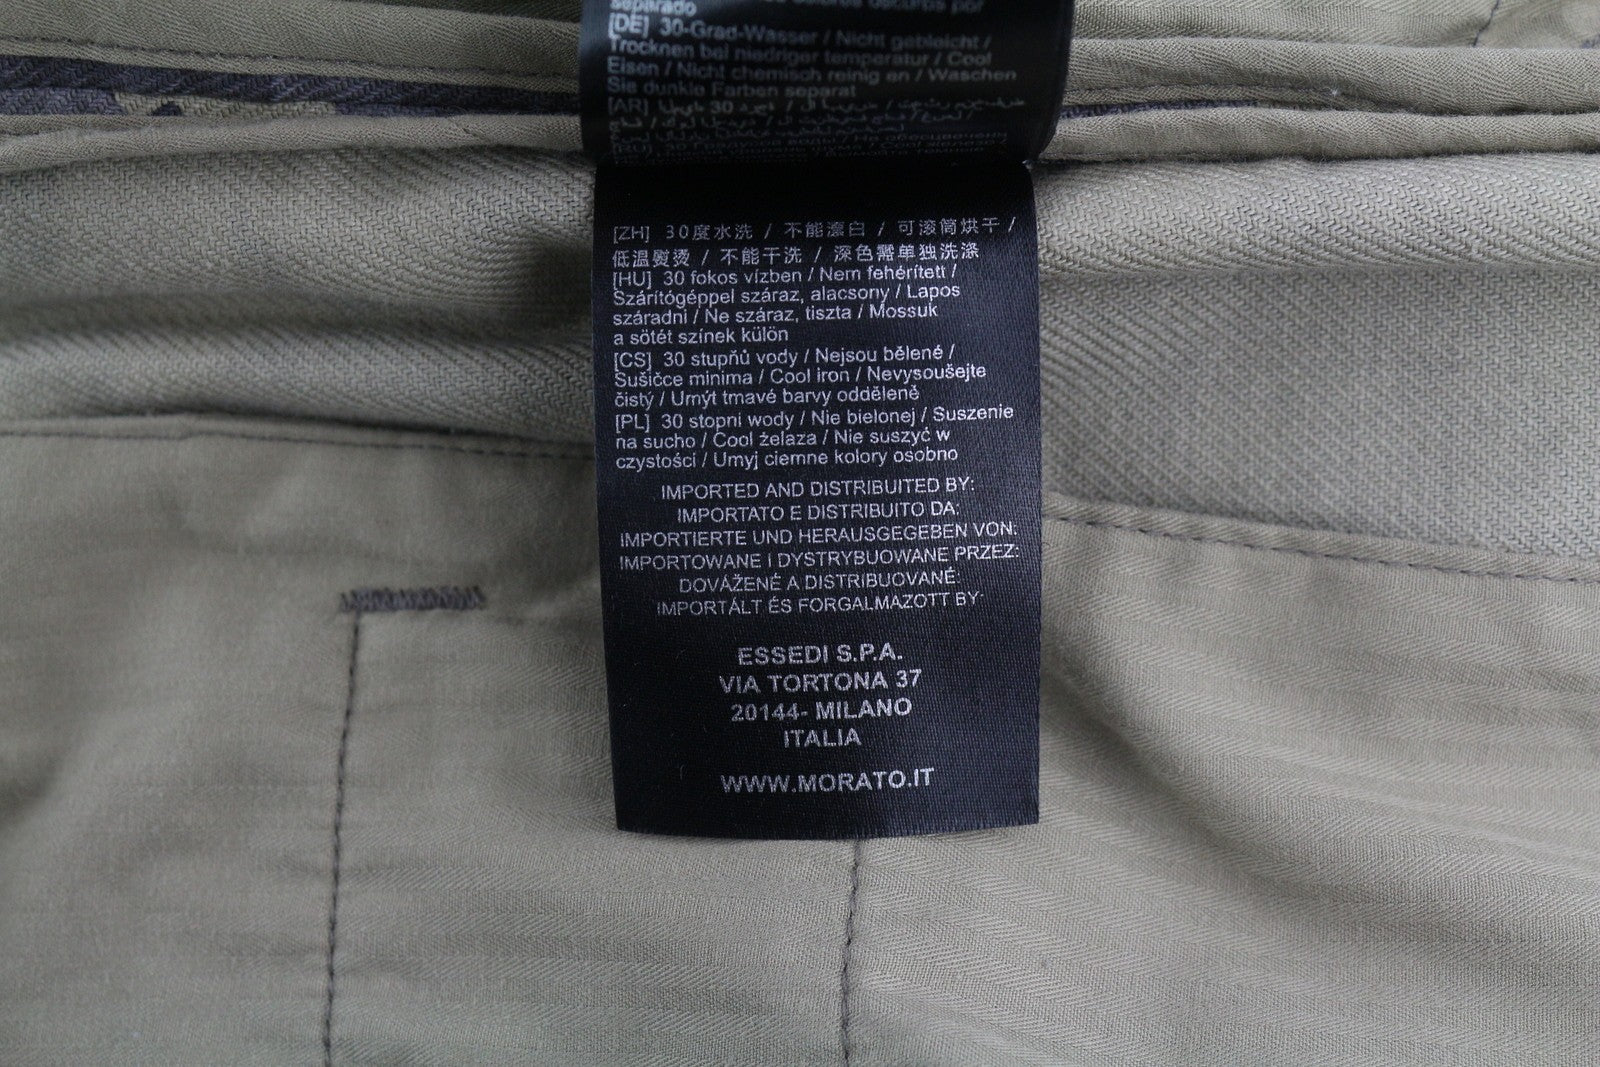 separado
[DE] 30-Grad-Wasser / Nicht gebleicht /
Trocknen bei niedriger temperatur / Cool
Eisen / Nicht chemisch reinig en / Waschen
Sie dunkle Farben separat
[AR]
[RU] 30
[ZH] 30度水洗 / 不能漂白 / 可滚筒烘干 /
低温熨烫 / 不能干洗 / 深色需单独洗涤
[HU] 30 fokos vízben / Nem fehérített /
Szárítógéppel száraz, alacsony / Lapos
száradni / Ne száraz, tiszta / Mossuk
a sötét színek külön
[CS] 30 stupňů vody / Nejsou bělené /
Sušičce minima / Cool iron / Nevysoušejte
čistý / Umýt tmavé barvy odděleně
[PL] 30 stopni wody / Nie bielonej / Suszenie
na sucho / Cool żelaza / Nie suszyć w
czystości / Umyj ciemne kolory osobno
IMPORTED AND DISTRIBUITED BY:
IMPORTATO E DISTRIBUITO DA:
IMPORTIERTE UND HERAUSGEGEBEN VON:
IMPORTOWANE I DYSTRYBUOWANE PRZEZ:
DOVÁŽENÉ A DISTRIBUOVANÉ:
IMPORTÁLT ÉS FORGALMAZOTT BY:
ESSEDI S.P.A.
VIA TORTONA 37
20144- MILANO
ITALIA
WWW.MORATO.IT